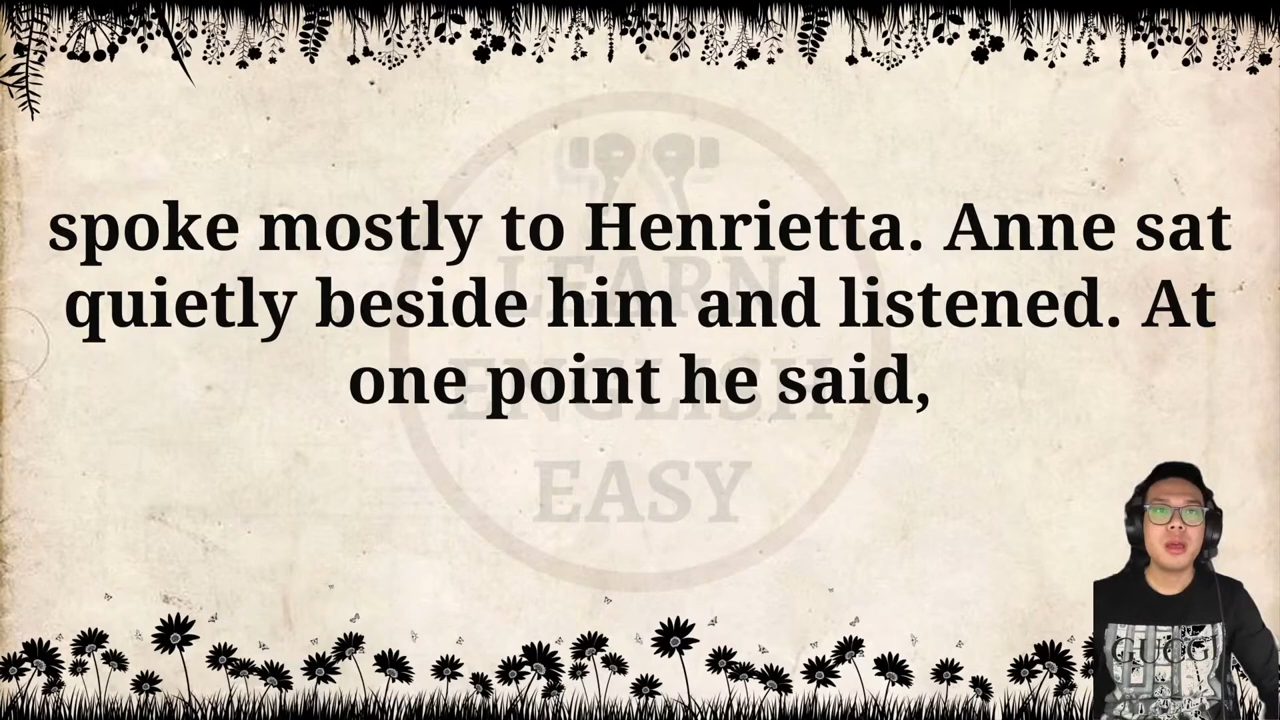 spoke mostly to Henrietta. Anne sat
quietly beside him and listened. At
one point he said,
LEARN
ENGLISH
EASY
GUCCI